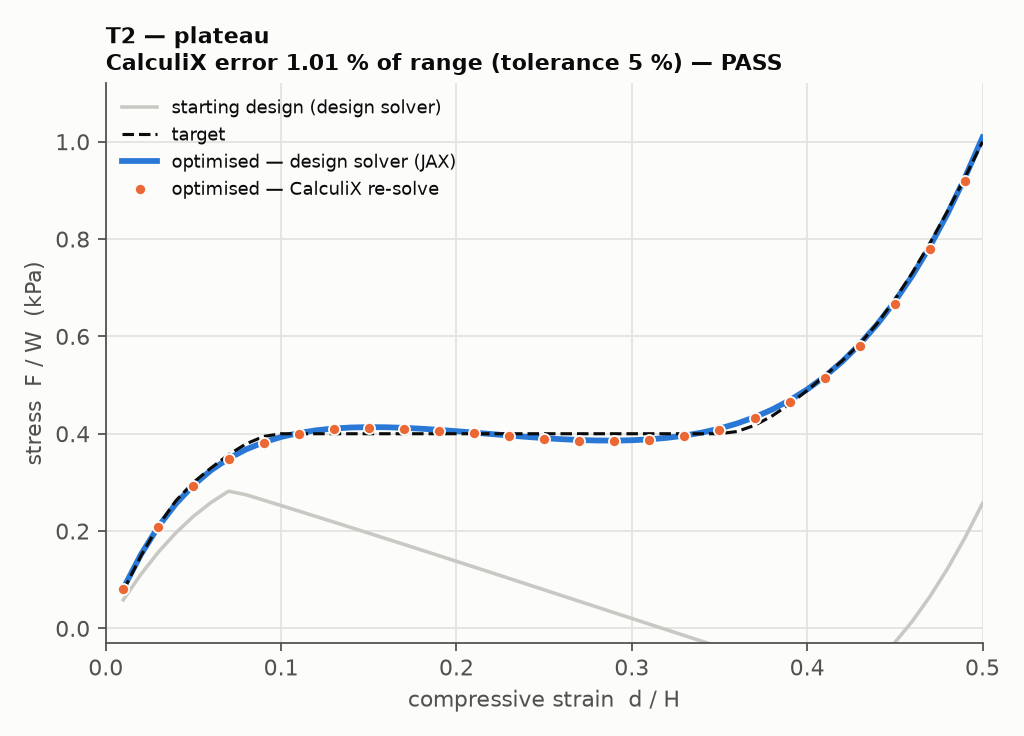 T2 — plateau
CalculiX error 1.01 % of range (tolerance 5 %) — PASS
starting design (design solver)
target
optimised — design solver (JAX)
optimised — CalculiX re-solve
stress  F / W  (kPa)
1.0
0.8
0.6
0.4
0.2
0.0
0.0 0.1 0.2 0.3 0.4 0.5
compressive strain  d / H